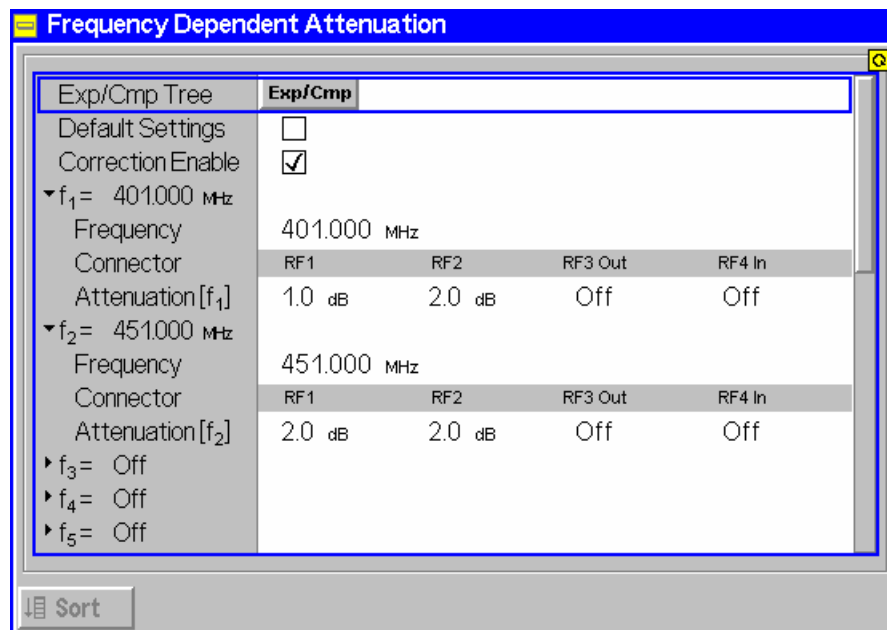 Frequency Dependent Attenuation
Exp/Cmp Tree Exp/Cmp
Default Settings
Correction Enable
f₁= 401.000 MHz
Frequency 401.000 MHz
Connector RF1 RF2 RF3 Out RF4 In
Attenuation [f₁] 1.0 dB 2.0 dB Off Off
f₂= 451.000 MHz
Frequency 451.000 MHz
Connector RF1 RF2 RF3 Out RF4 In
Attenuation [f₂] 2.0 dB 2.0 dB Off Off
f₃= Off
f₄= Off
f₅= Off
Sort